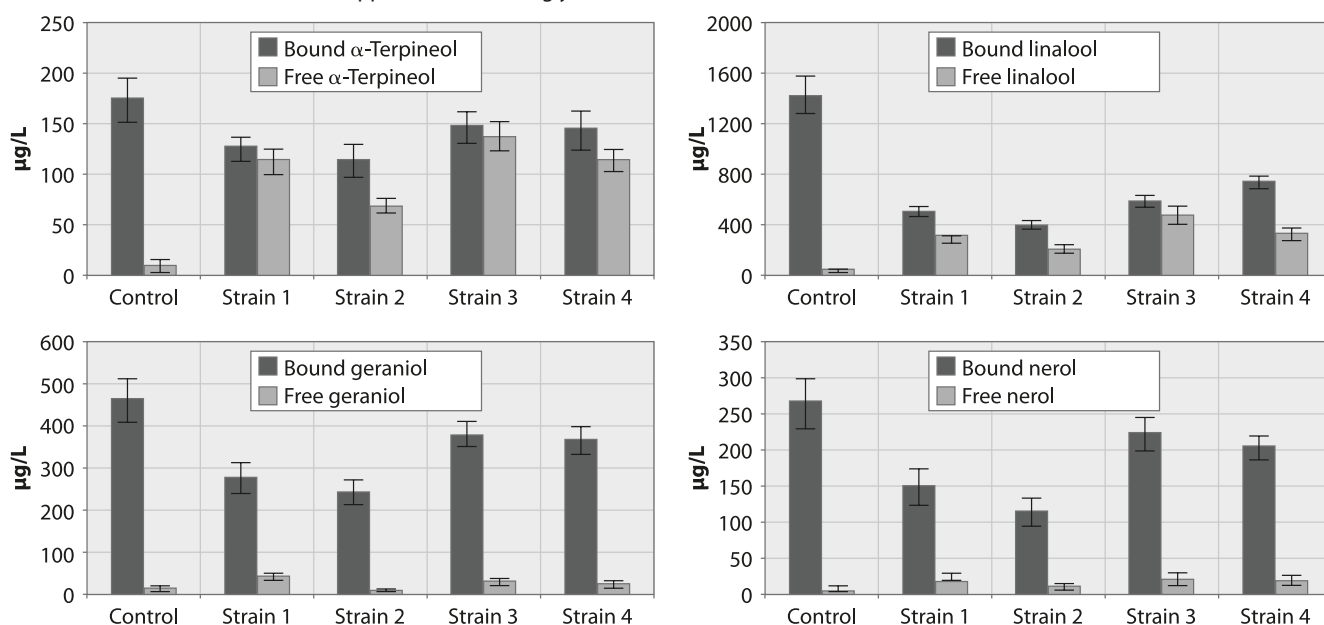 Bound α-Terpineol
Free α-Terpineol
µg/L
250
200
150
100
50
0
Control Strain 1 Strain 2 Strain 3 Strain 4
Bound linalool
Free linalool
µg/L
2000
1600
1200
800
400
0
Control Strain 1 Strain 2 Strain 3 Strain 4
Bound geraniol
Free geraniol
µg/L
600
500
400
300
200
100
0
Control Strain 1 Strain 2 Strain 3 Strain 4
Bound nerol
Free nerol
µg/L
350
300
250
200
150
100
50
0
Control Strain 1 Strain 2 Strain 3 Strain 4